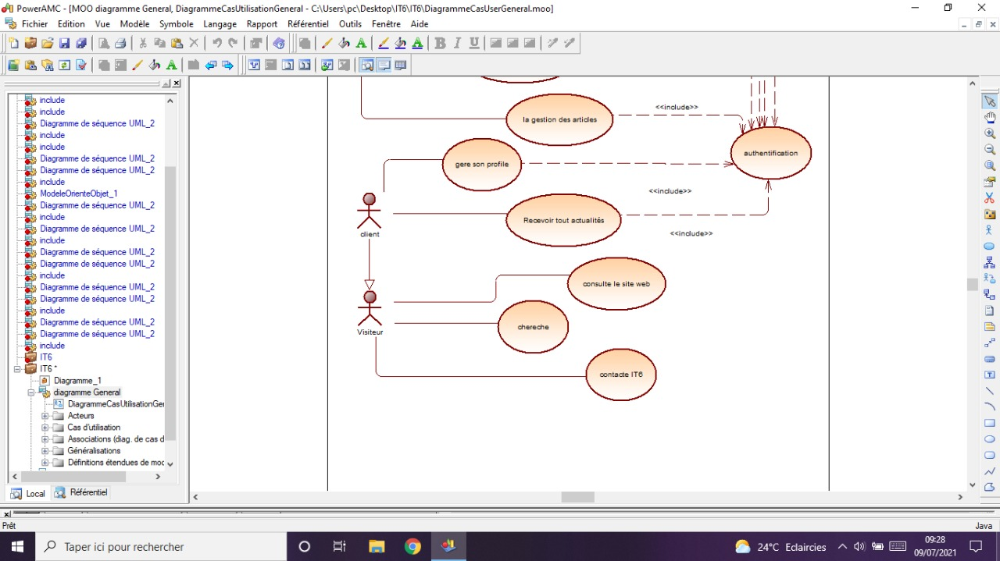 PowerAMC - [MOO diagramme General, DiagrammeCasUtilisationGeneral - C:\Users\pc\Desktop\IT6\IT6\DiagrammeCasUserGeneral.moo]
Fichier Edition Vue Modèle Symbole Langage Rapport Référentiel Outils Fenêtre Aide
B I U
include
include
Diagramme de séquence UML_2
include
include
Diagramme de séquence UML_2
Diagramme de séquence UML_2
include
ModeleOrienteObjet_1
Diagramme de séquence UML_2
include
Diagramme de séquence UML_2
include
Diagramme de séquence UML_2
Diagramme de séquence UML_2
include
Diagramme de séquence UML_2
Diagramme de séquence UML_2
include
Diagramme de séquence UML_2
Diagramme de séquence UML_2
include
IT6
IT6 *
Diagramme_1
diagramme General
DiagrammeCasUtilisationGer
Acteurs
Cas d'utilisation
Associations (diag. de cas d
Généralisations
Définitions étendues de moc
Local Référentiel
<<include>>
la gestion des articles
authentification
gere son profile
<<include>>
Recevoir tout actualités
client
<<include>>
consulte le site web
chereche
Visiteur
contacte IT6
Prêt
Java
Taper ici pour rechercher
24°C Eclaircies
09:28
09/07/2021